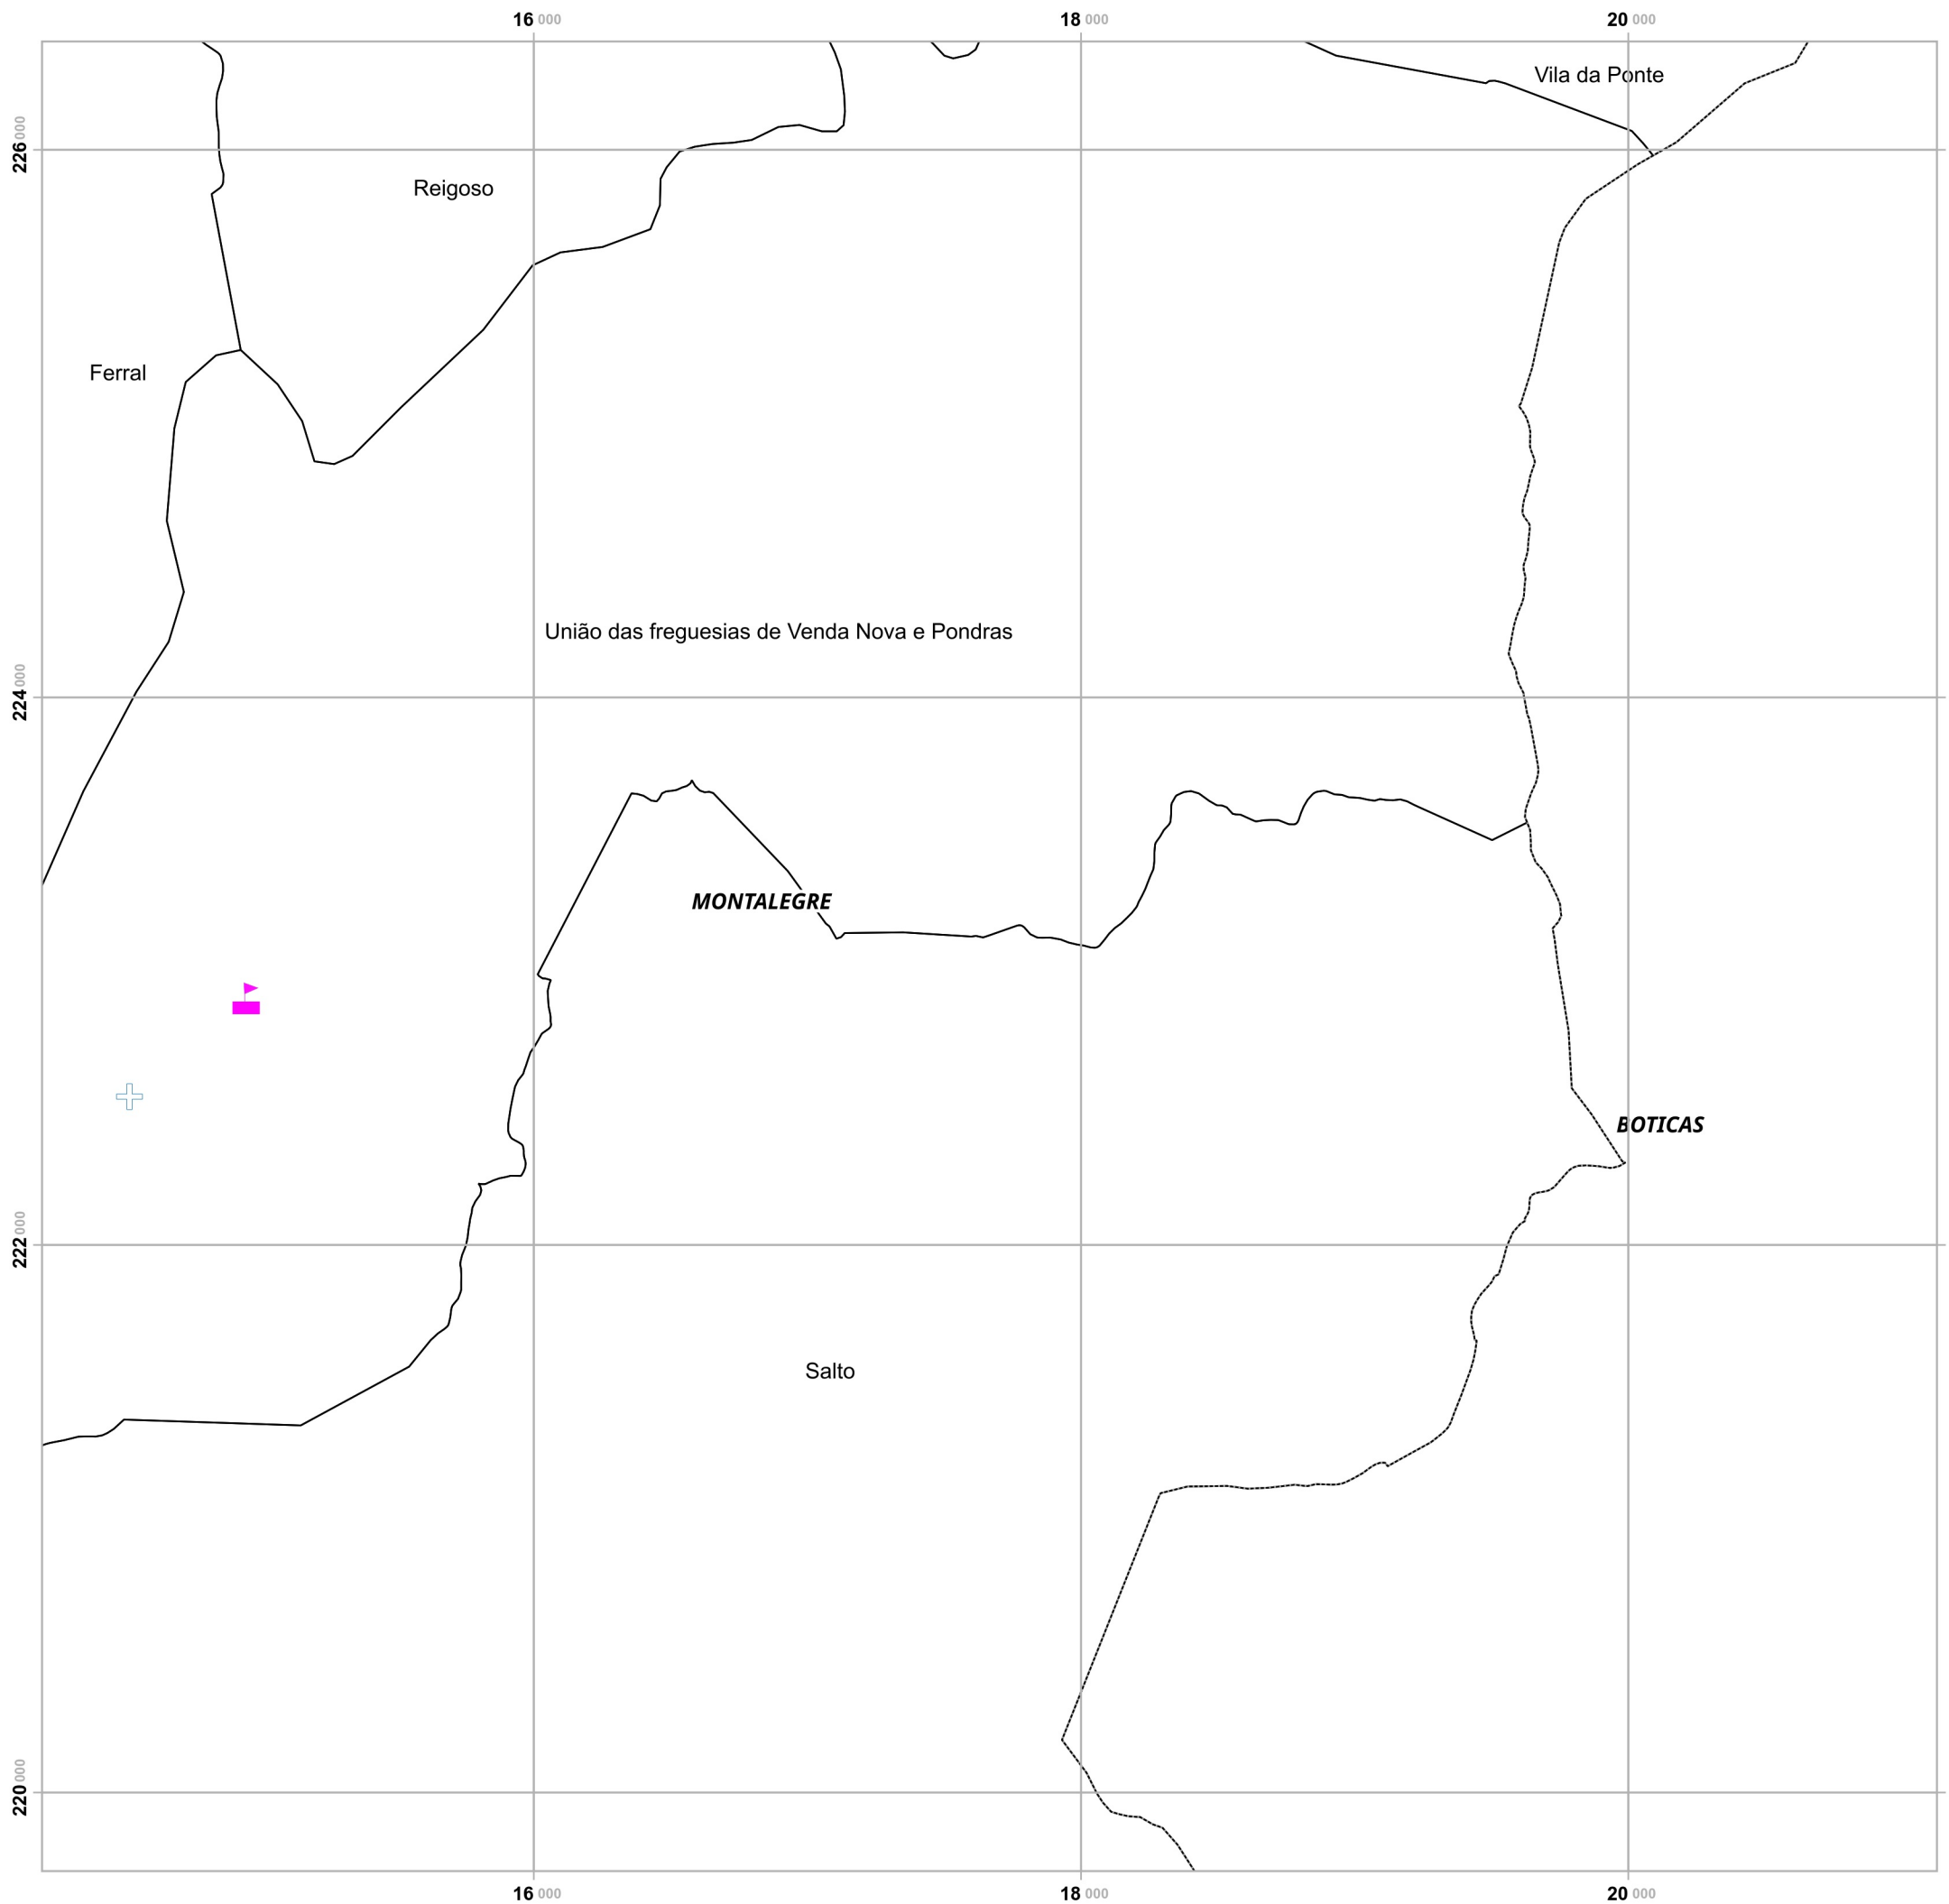 16 000
18 000
20 000
Vila da Ponte
226 000
Reigoso
Ferral
União das freguesias de Venda Nova e Pondras
224 000
MONTALEGRE
BOTICAS
222 000
Salto
220 000
16 000
18 000
20 000